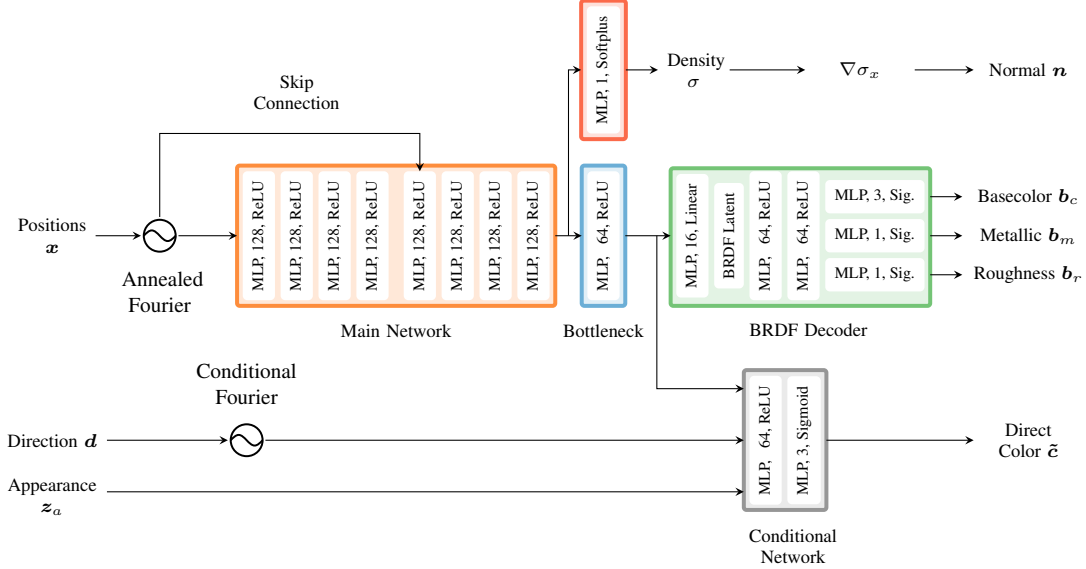 MLP, 1, Softplus
Density
σ
∇σₓ
Normal n
Skip
Connection
Positions
x
Annealed
Fourier
MLP, 128, ReLU
MLP, 128, ReLU
MLP, 128, ReLU
MLP, 128, ReLU
MLP, 128, ReLU
MLP, 128, ReLU
MLP, 128, ReLU
MLP, 128, ReLU
Main Network
MLP, 64, ReLU
Bottleneck
MLP, 16, Linear
BRDF Latent
MLP, 64, ReLU
MLP, 64, ReLU
MLP, 3, Sig.
MLP, 1, Sig.
MLP, 1, Sig.
BRDF Decoder
Basecolor b_c
Metallic b_m
Roughness b_r
Conditional
Fourier
Direction d
Appearance
z_a
MLP, 64, ReLU
MLP, 3, Sigmoid
Conditional
Network
Direct
Color c̃